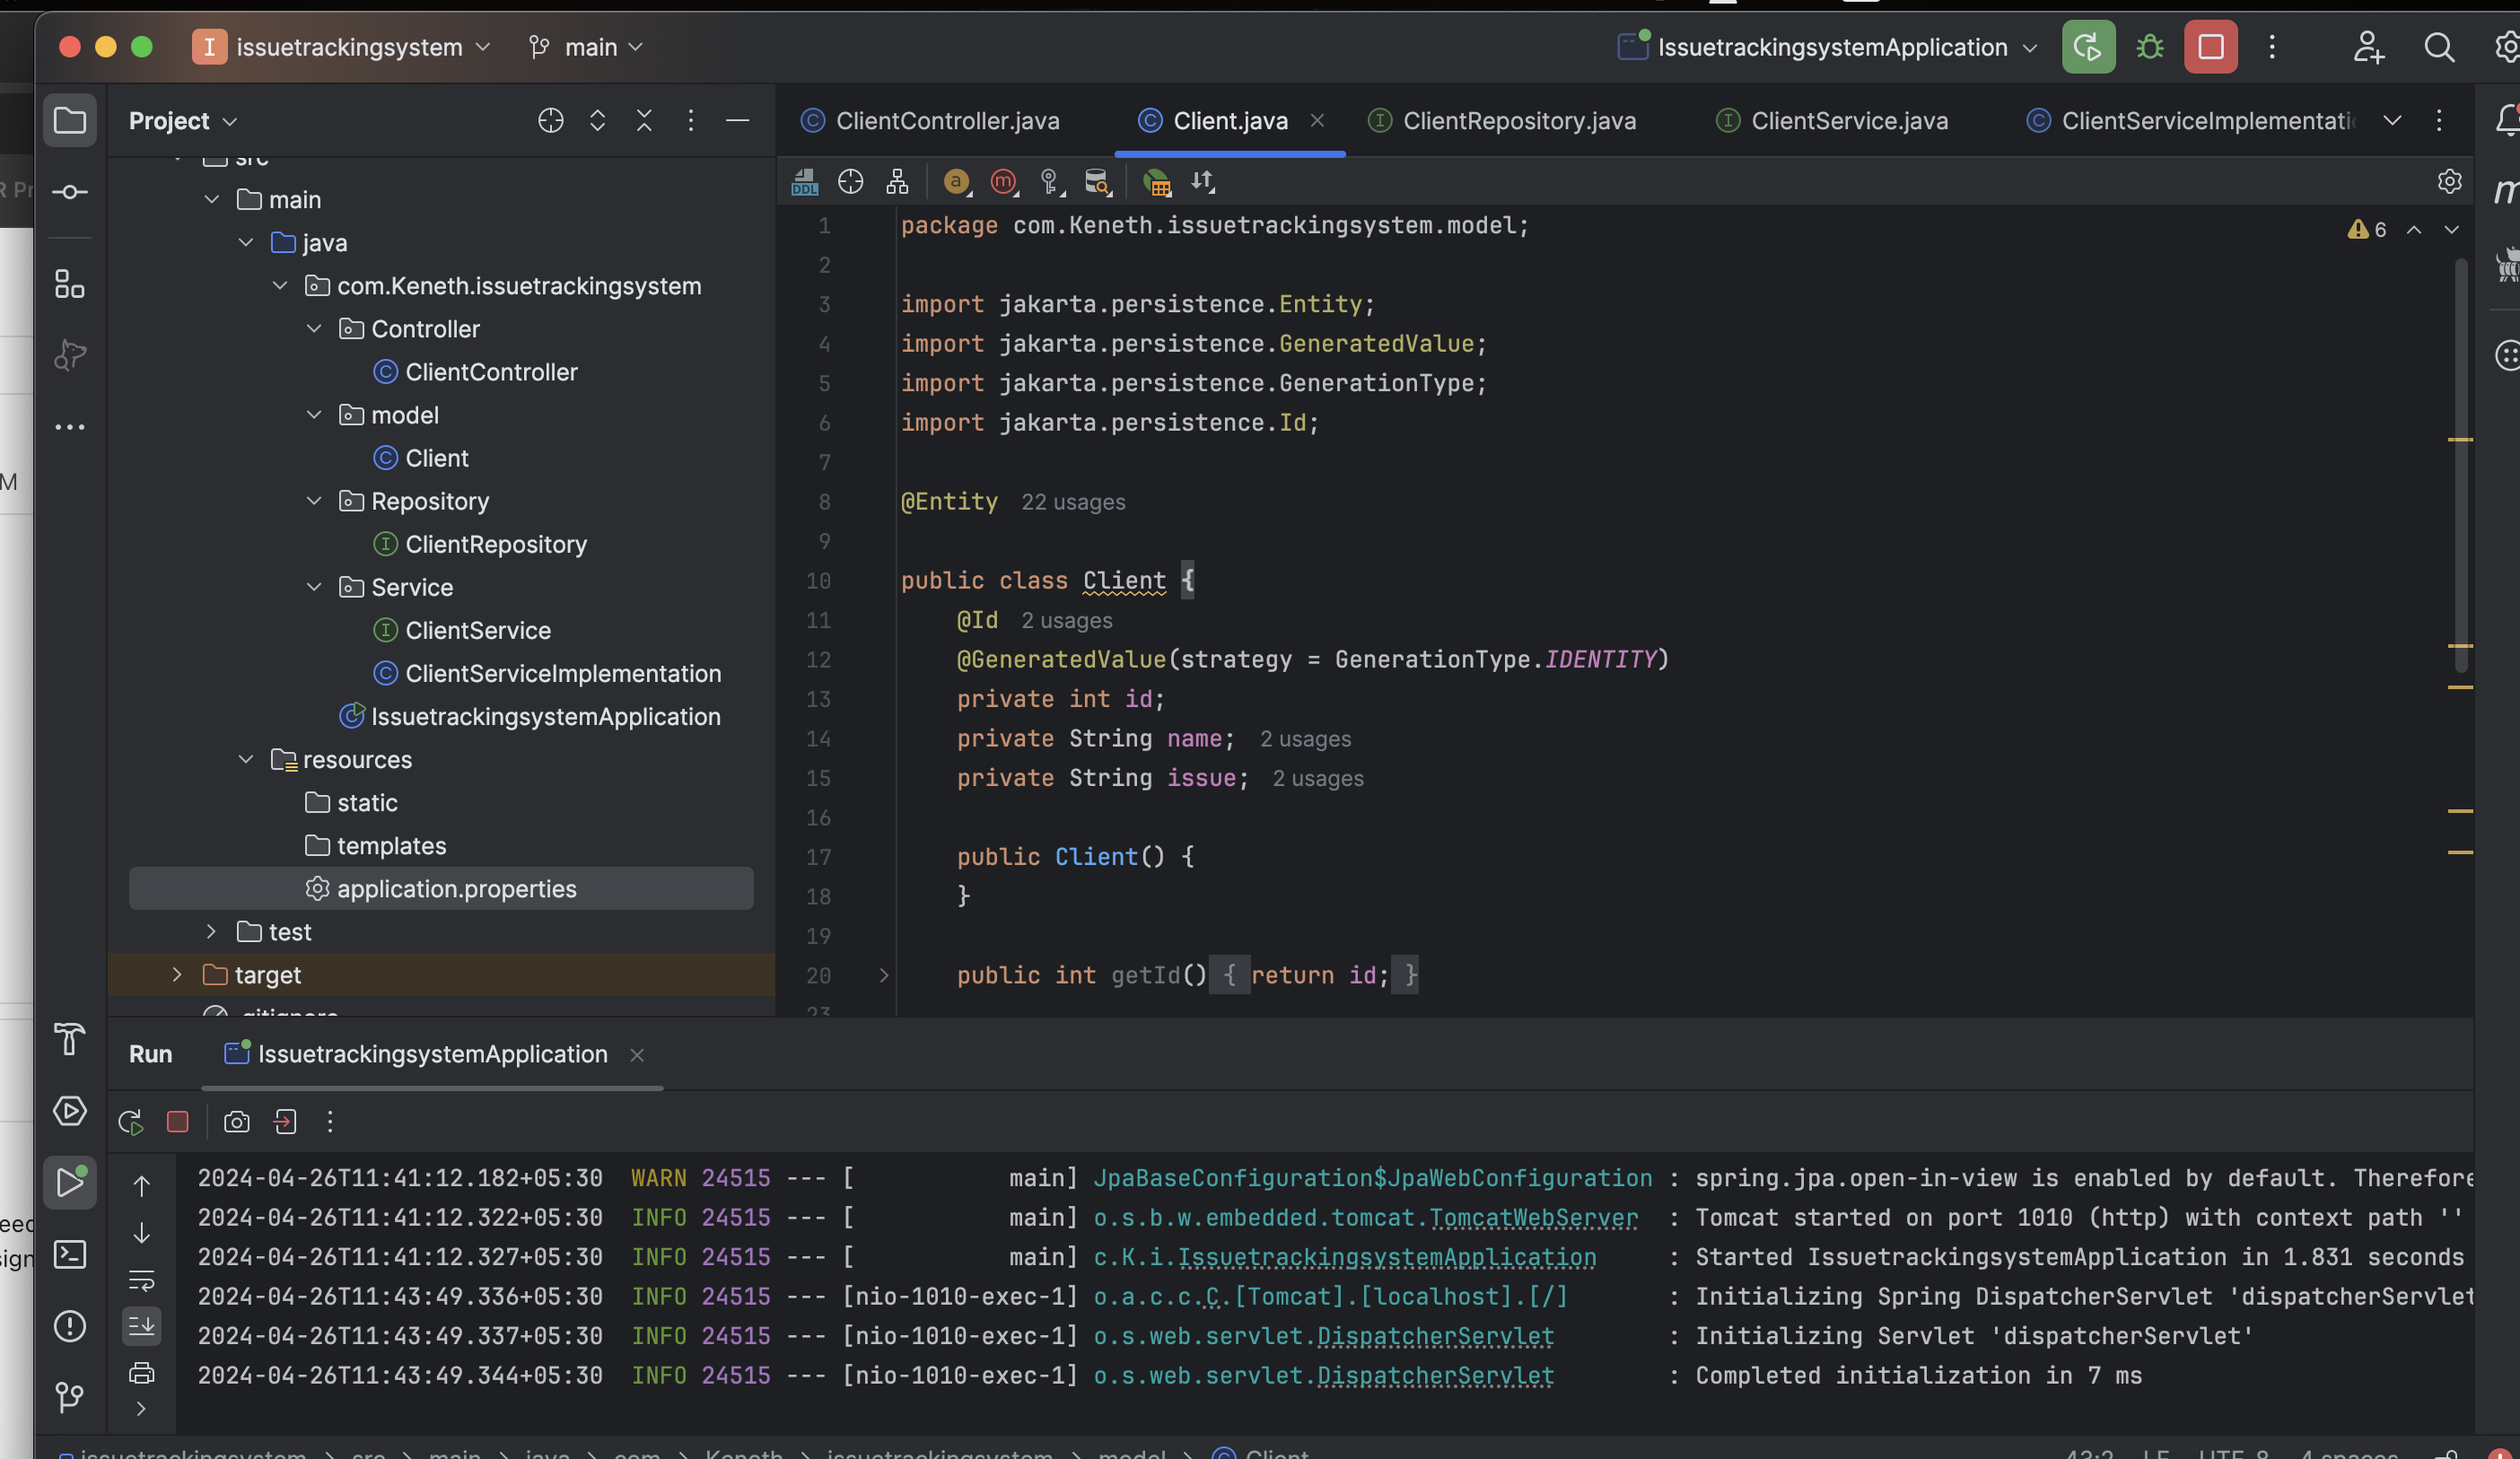 I issuetrackingsystem main IssuetrackingsystemApplication
Project
src
main
java
com.Keneth.issuetrackingsystem
Controller
ClientController
model
Client
Repository
ClientRepository
Service
ClientService
ClientServiceImplementation
IssuetrackingsystemApplication
resources
static
templates
application.properties
test
target
.gitignore
ClientController.java Client.java ClientRepository.java ClientService.java ClientServiceImplementati
DDL a m
6
1 package com.Keneth.issuetrackingsystem.model;
2
3 import jakarta.persistence.Entity;
4 import jakarta.persistence.GeneratedValue;
5 import jakarta.persistence.GenerationType;
6 import jakarta.persistence.Id;
7
8 @Entity 22 usages
9
10 public class Client {
11 @Id 2 usages
12 @GeneratedValue(strategy = GenerationType.IDENTITY)
13 private int id;
14 private String name; 2 usages
15 private String issue; 2 usages
16
17 public Client() {
18 }
19
20 public int getId() { return id; }
23
Run IssuetrackingsystemApplication
2024-04-26T11:41:12.182+05:30 WARN 24515 --- [ main] JpaBaseConfiguration$JpaWebConfiguration : spring.jpa.open-in-view is enabled by default. Therefore
2024-04-26T11:41:12.322+05:30 INFO 24515 --- [ main] o.s.b.w.embedded.tomcat.TomcatWebServer : Tomcat started on port 1010 (http) with context path ''
2024-04-26T11:41:12.327+05:30 INFO 24515 --- [ main] c.K.i.IssuetrackingsystemApplication : Started IssuetrackingsystemApplication in 1.831 seconds
2024-04-26T11:43:49.336+05:30 INFO 24515 --- [nio-1010-exec-1] o.a.c.c.C.[Tomcat].[localhost].[/] : Initializing Spring DispatcherServlet 'dispatcherServlet
2024-04-26T11:43:49.337+05:30 INFO 24515 --- [nio-1010-exec-1] o.s.web.servlet.DispatcherServlet : Initializing Servlet 'dispatcherServlet'
2024-04-26T11:43:49.344+05:30 INFO 24515 --- [nio-1010-exec-1] o.s.web.servlet.DispatcherServlet : Completed initialization in 7 ms
issuetrackingsystem src main java com Keneth issuetrackingsystem model Client 43:2 LF UTF-8 4 spaces